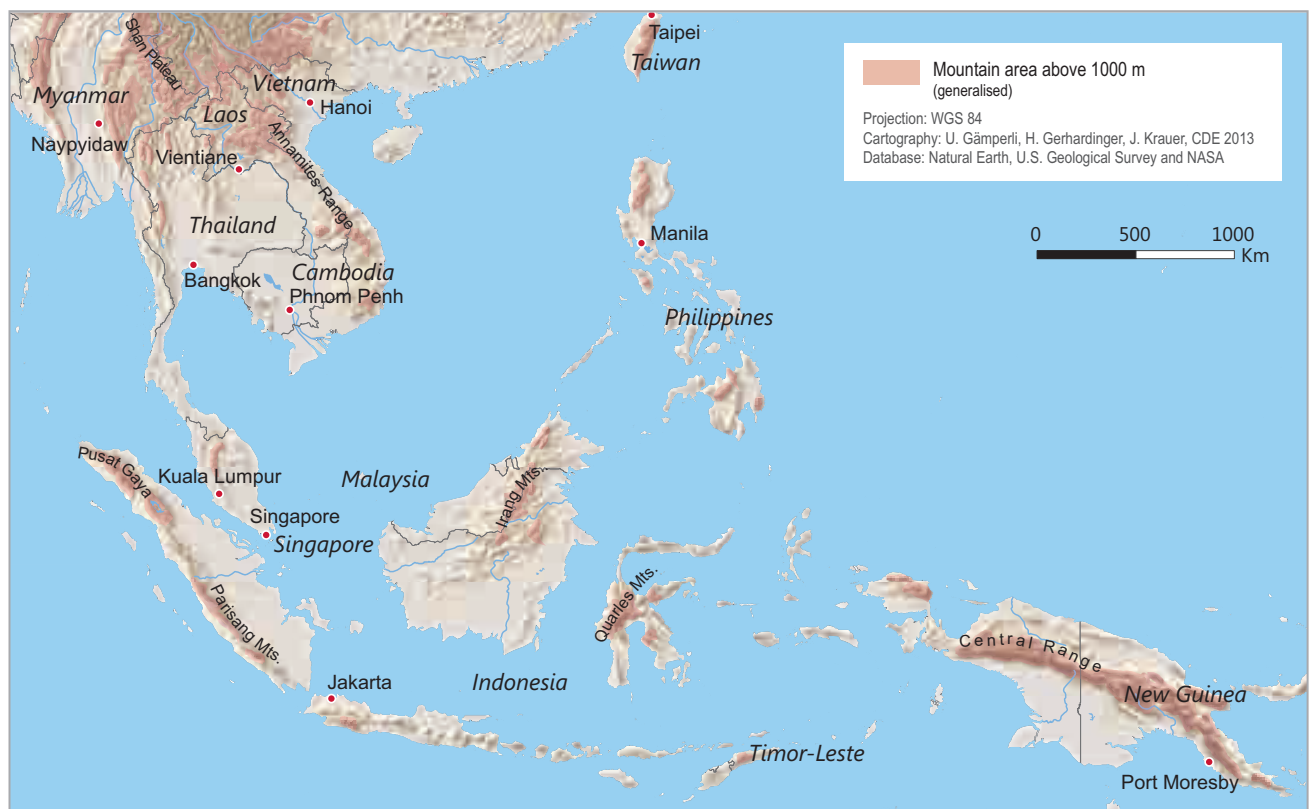 Taipei
Taiwan
Mountain area above 1000 m
(generalised)
Projection: WGS 84
Cartography: U. Gämperli, H. Gerhardinger, J. Krauer, CDE 2013
Database: Natural Earth, U.S. Geological Survey and NASA
0 500 1000
Km
Shan Plateau
Myanmar
Vietnam
Hanoi
Laos
Naypyidaw
Vientiane
Annamites Range
Thailand
Manila
Bangkok
Cambodia
Phnom Penh
Philippines
Pusat Gaya
Kuala Lumpur
Malaysia
Irang Mts.
Singapore
Singapore
Parisang Mts.
Quarles Mts.
Jakarta
Indonesia
Central Range
New Guinea
Timor-Leste
Port Moresby